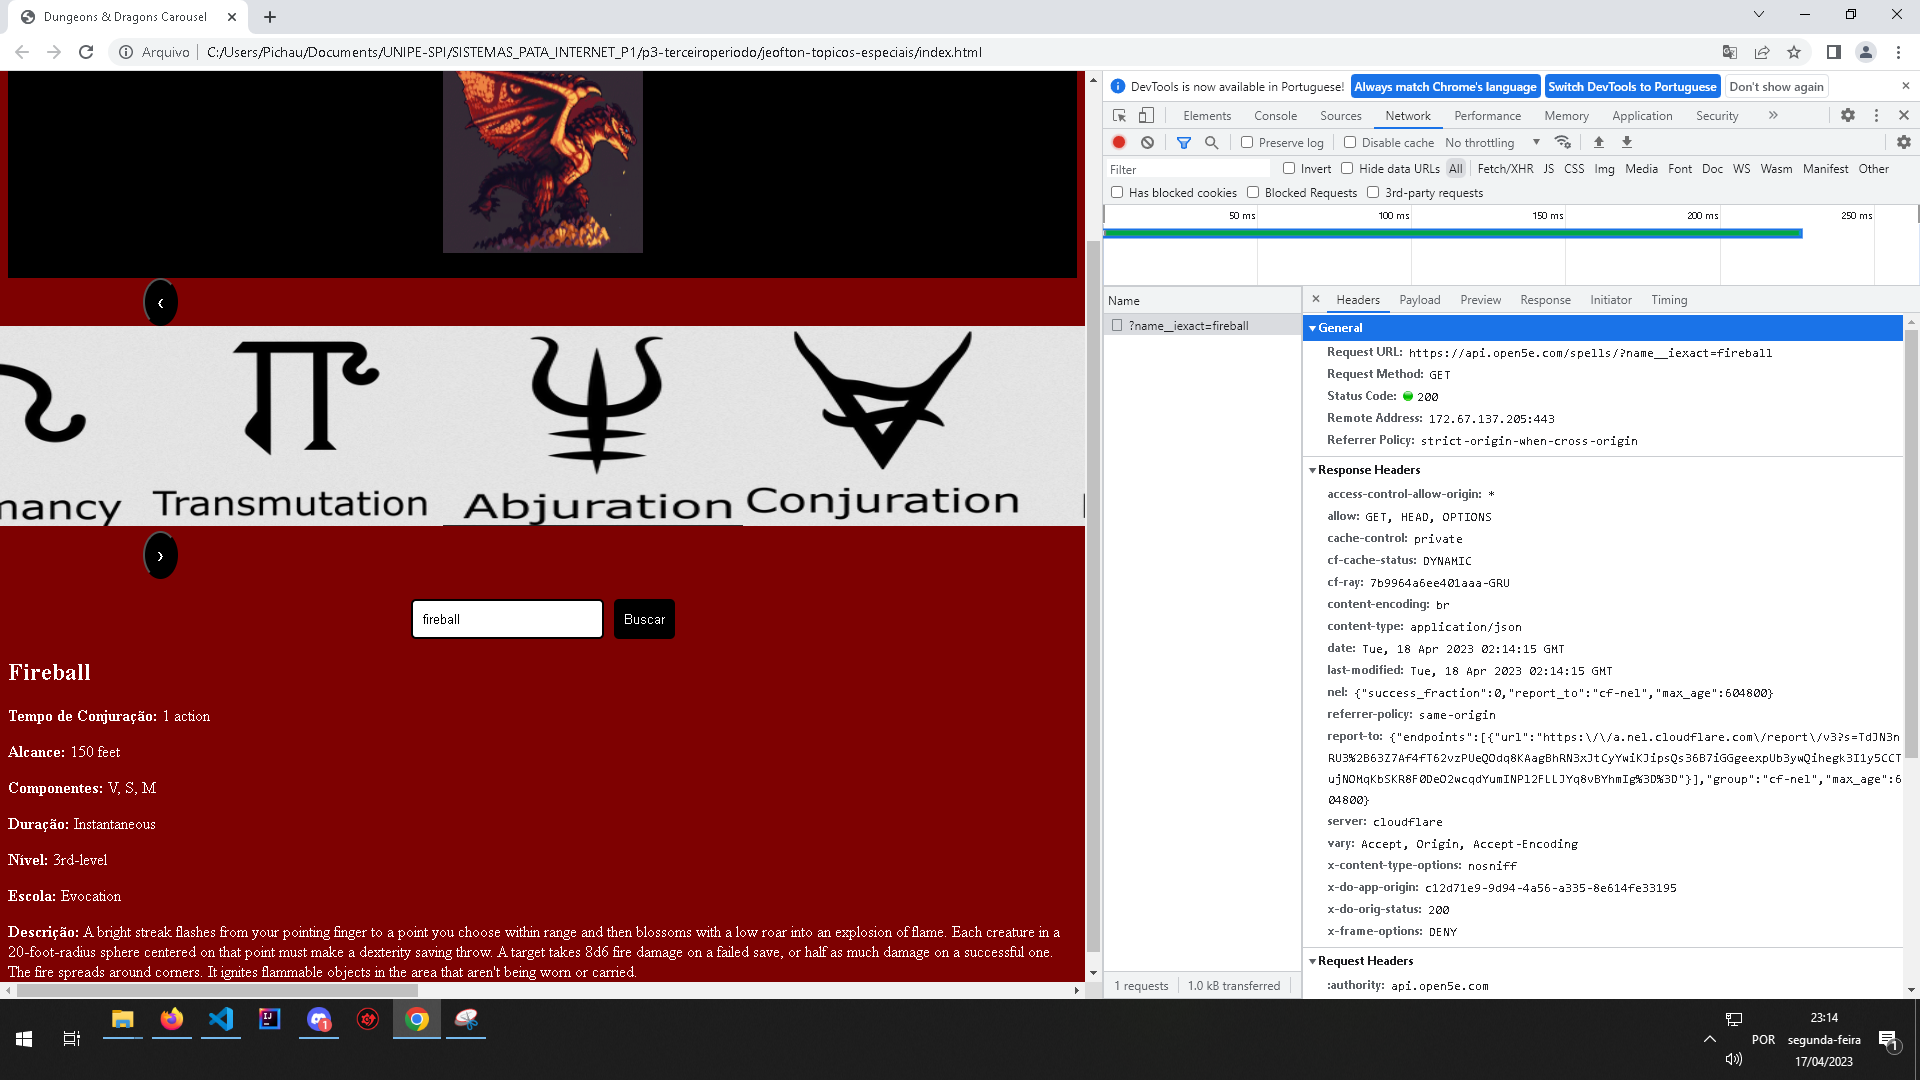 Dungeons & Dragons Carousel
Arquivo
C:/Users/Pichau/Documents/UNIPE-SPI/SISTEMAS_PATA_INTERNET_P1/p3-terceiroperiodo/jeofton-topicos-especiais/index.html
‹
mancy
Transmutation
Abjuration
Conjuration
›
fireball
Buscar
Fireball
Tempo de Conjuração: 1 action
Alcance: 150 feet
Componentes: V, S, M
Duração: Instantaneous
Nível: 3rd-level
Escola: Evocation
Descrição: A bright streak flashes from your pointing finger to a point you choose within range and then blossoms with a low roar into an explosion of flame. Each creature in a
20-foot-radius sphere centered on that point must make a dexterity saving throw. A target takes 8d6 fire damage on a failed save, or half as much damage on a successful one.
The fire spreads around corners. It ignites flammable objects in the area that aren't being worn or carried.
DevTools is now available in Portuguese! Always match Chrome's language Switch DevTools to Portuguese Don't show again
Elements Console Sources Network Performance Memory Application Security
Preserve log Disable cache No throttling
Filter Invert Hide data URLs All Fetch/XHR JS CSS Img Media Font Doc WS Wasm Manifest Other
Has blocked cookies Blocked Requests 3rd-party requests
50 ms 100 ms 150 ms 200 ms 250 ms
Name
?name__iexact=fireball
Headers Payload Preview Response Initiator Timing
General
Request URL: https://api.open5e.com/spells/?name__iexact=fireball
Request Method: GET
Status Code: 200
Remote Address: 172.67.137.205:443
Referrer Policy: strict-origin-when-cross-origin
Response Headers
access-control-allow-origin: *
allow: GET, HEAD, OPTIONS
cache-control: private
cf-cache-status: DYNAMIC
cf-ray: 7b9964a6ee401aaa-GRU
content-encoding: br
content-type: application/json
date: Tue, 18 Apr 2023 02:14:15 GMT
last-modified: Tue, 18 Apr 2023 02:14:15 GMT
nel: {"success_fraction":0,"report_to":"cf-nel","max_age":604800}
referrer-policy: same-origin
report-to: {"endpoints":[{"url":"https:\/\/a.nel.cloudflare.com\/report\/v3?s=TdJN3n
RU3%2B63Z7Af4fT62vzPUeQOdq8KAagBhRN3xJtCyYwiKJipsQs36B7iGGgeexpUb3ywQihegk3I1y5CCT
ujNOMqKbSKR8F0DeO2wcqdYumINPl2FLLJYq8vBYhmIg%3D%3D"}],"group":"cf-nel","max_age":6
04800}
server: cloudflare
vary: Accept, Origin, Accept-Encoding
x-content-type-options: nosniff
x-do-app-origin: c12d71e9-9d94-4a56-a335-8e614fe33195
x-do-orig-status: 200
x-frame-options: DENY
Request Headers
:authority: api.open5e.com
1 requests 1.0 kB transferred
POR
23:14
segunda-feira
17/04/2023
1
1